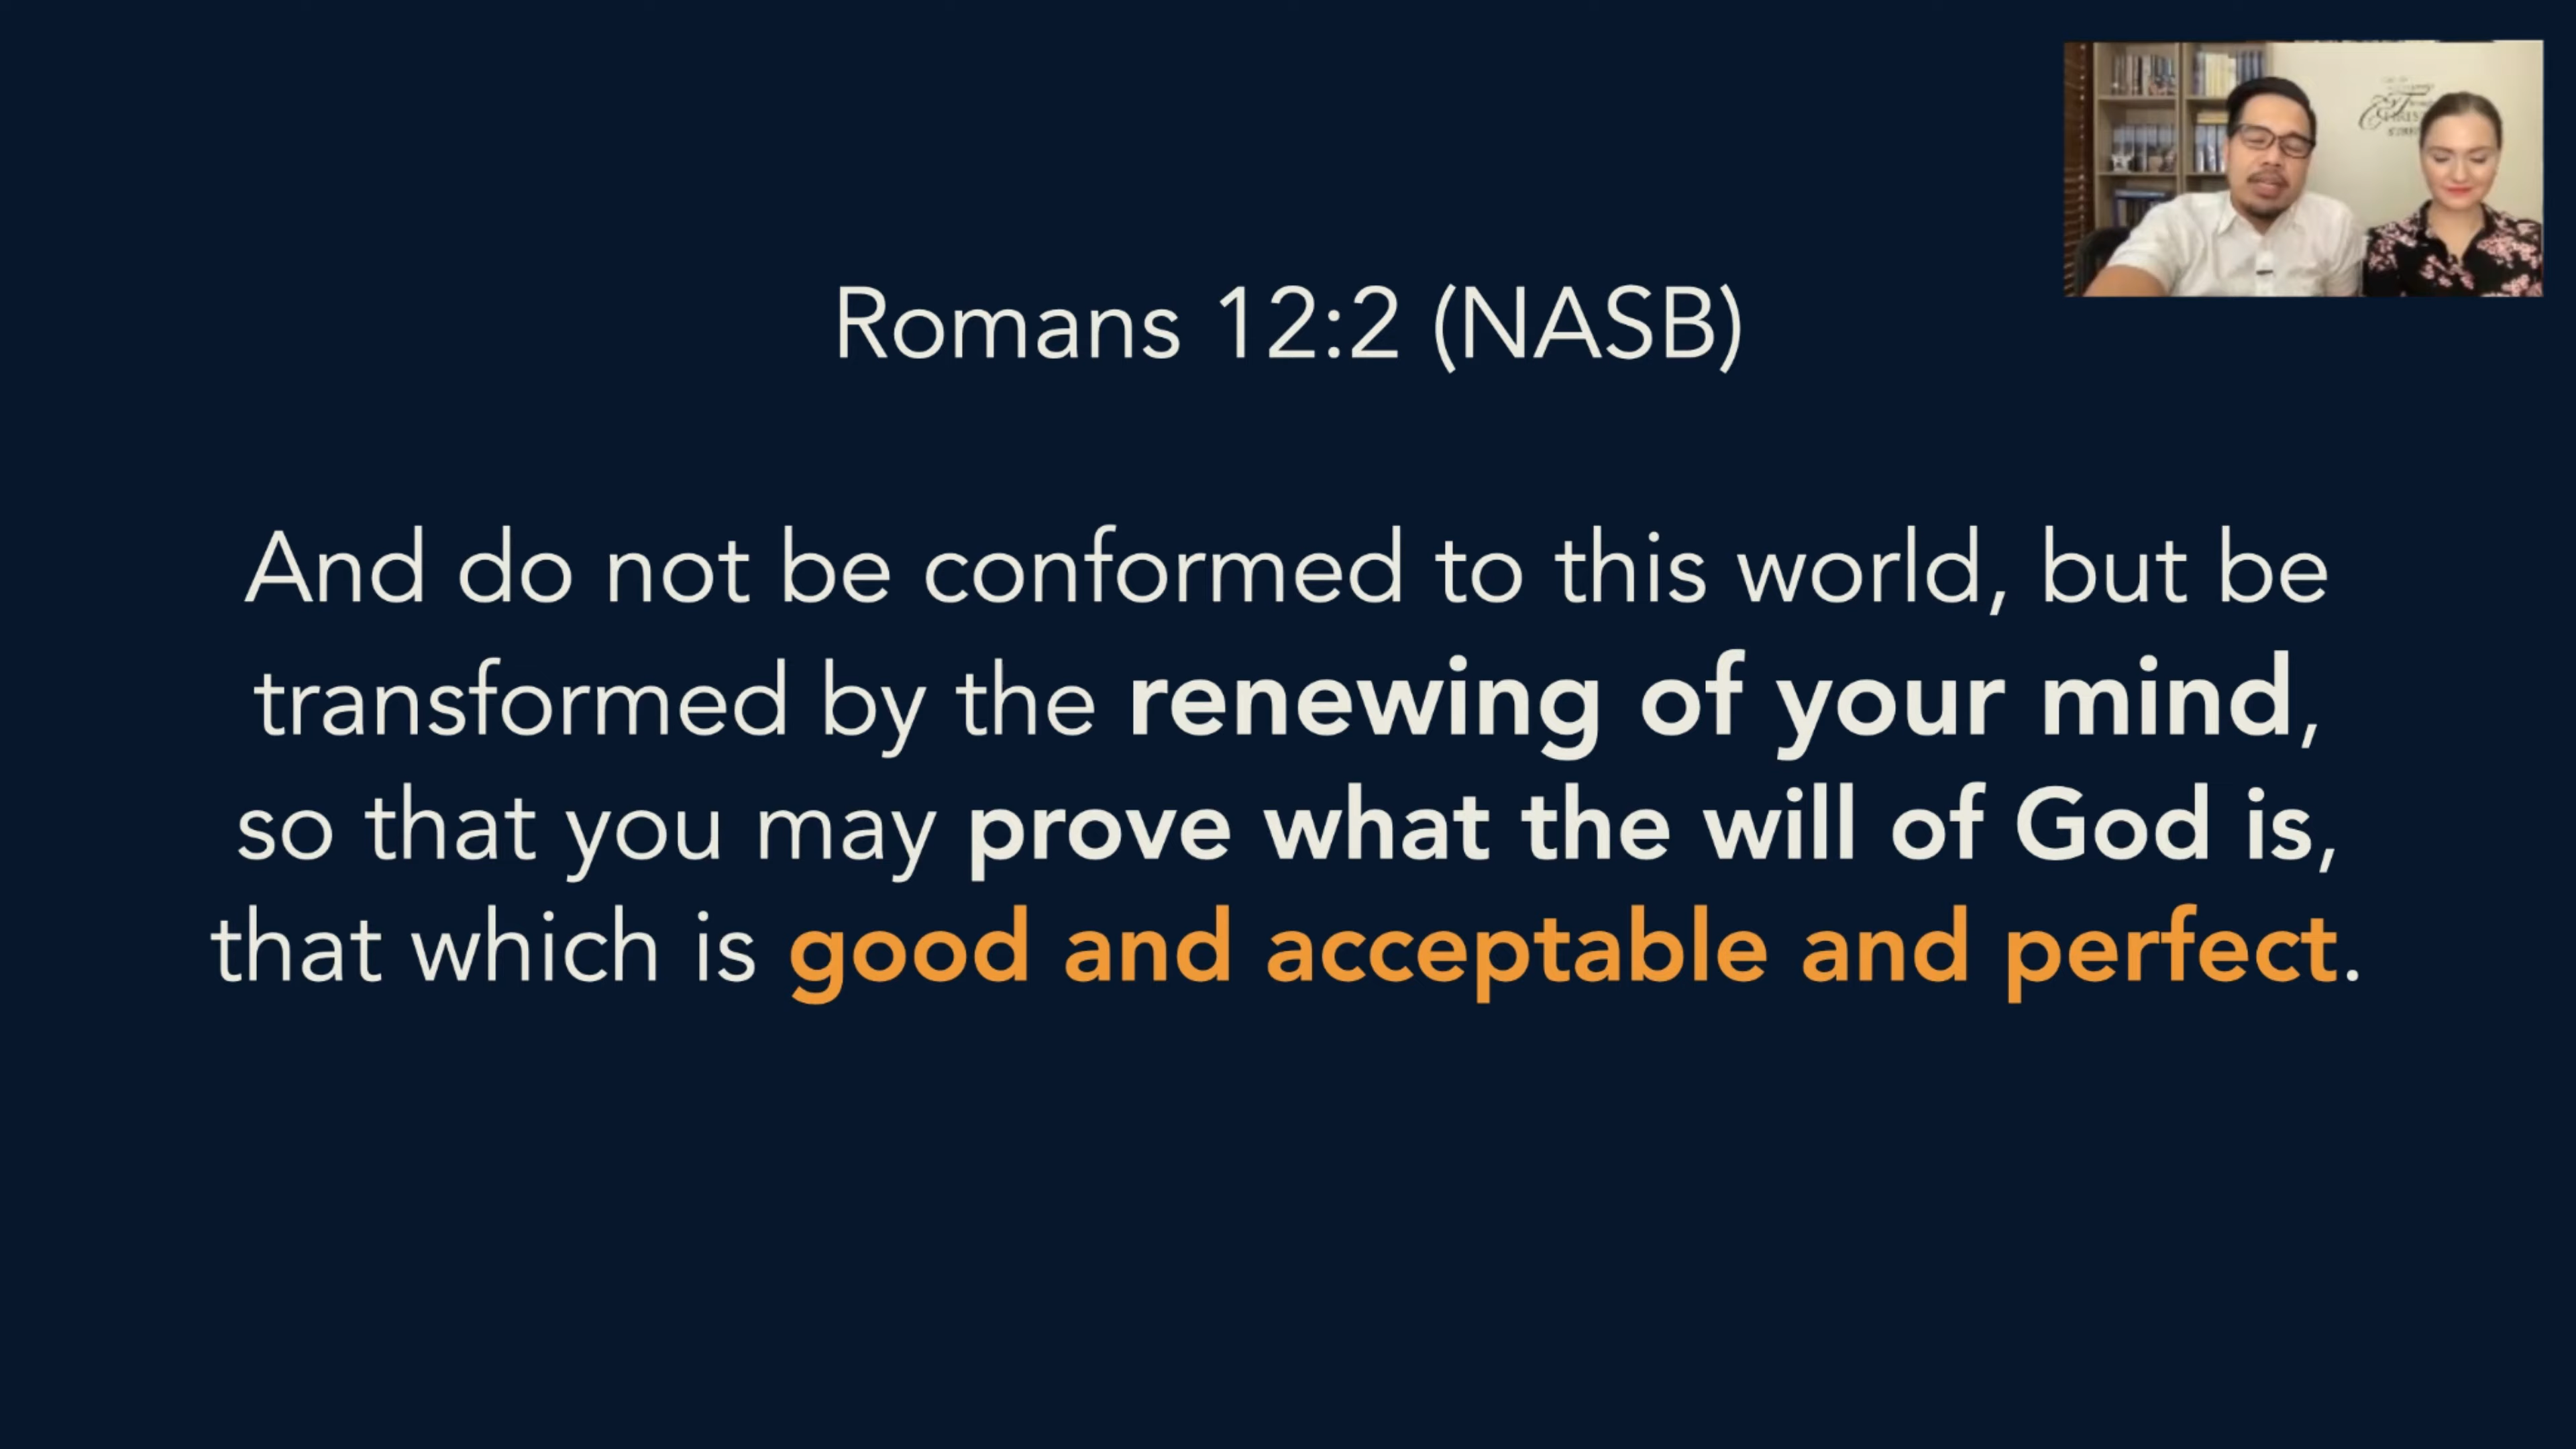 Romans 12:2 (NASB)
And do not be conformed to this world, but be
transformed by the renewing of your mind,
so that you may prove what the will of God is,
that which is good and acceptable and perfect.